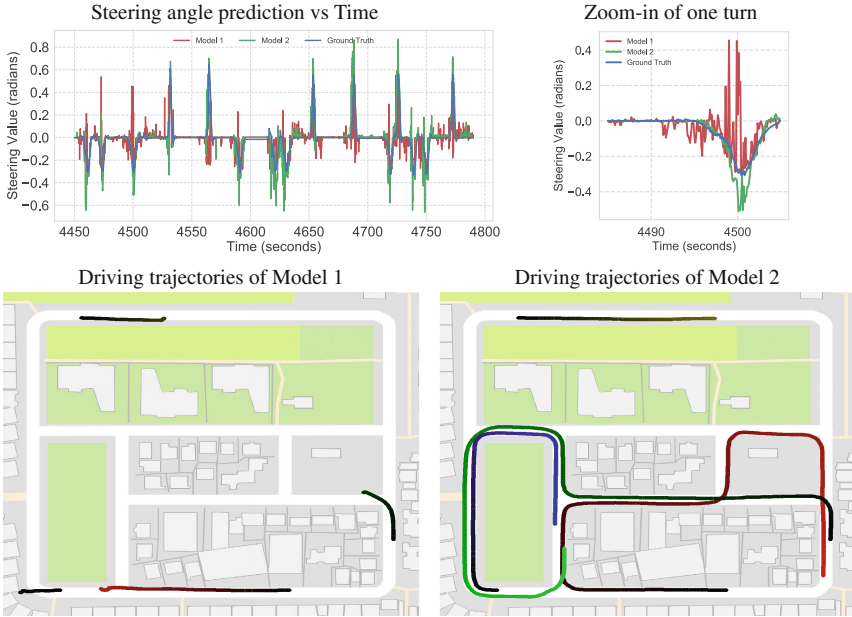 Steering angle prediction vs Time
Zoom-in of one turn
Model 1 Model 2 Ground Truth
Steering Value (radians)
0.8
0.6
0.4
0.2
0.0
−0.2
−0.4
−0.6
4450 4500 4550 4600 4650 4700 4750 4800
Time (seconds)
Model 1
Model 2
Ground Truth
Steering Value (radians)
0.4
0.2
0.0
−0.2
−0.4
4490 4500
Time (seconds)
Driving trajectories of Model 1
Driving trajectories of Model 2